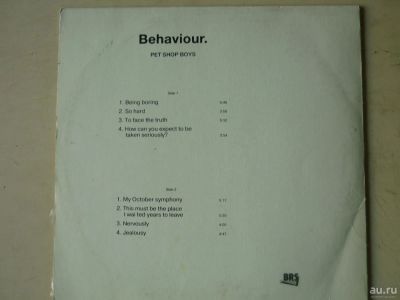 Behaviour.
PET SHOP BOYS
Side 1
1. Being boring
2. So hard
3. To face the truth
4. How can you expect to be
taken seriously?
Side 2
1. My October symphony
2. This must be the place
I wai ted years to leave
3. Nervously
4. Jealousy
BRS
au.ru